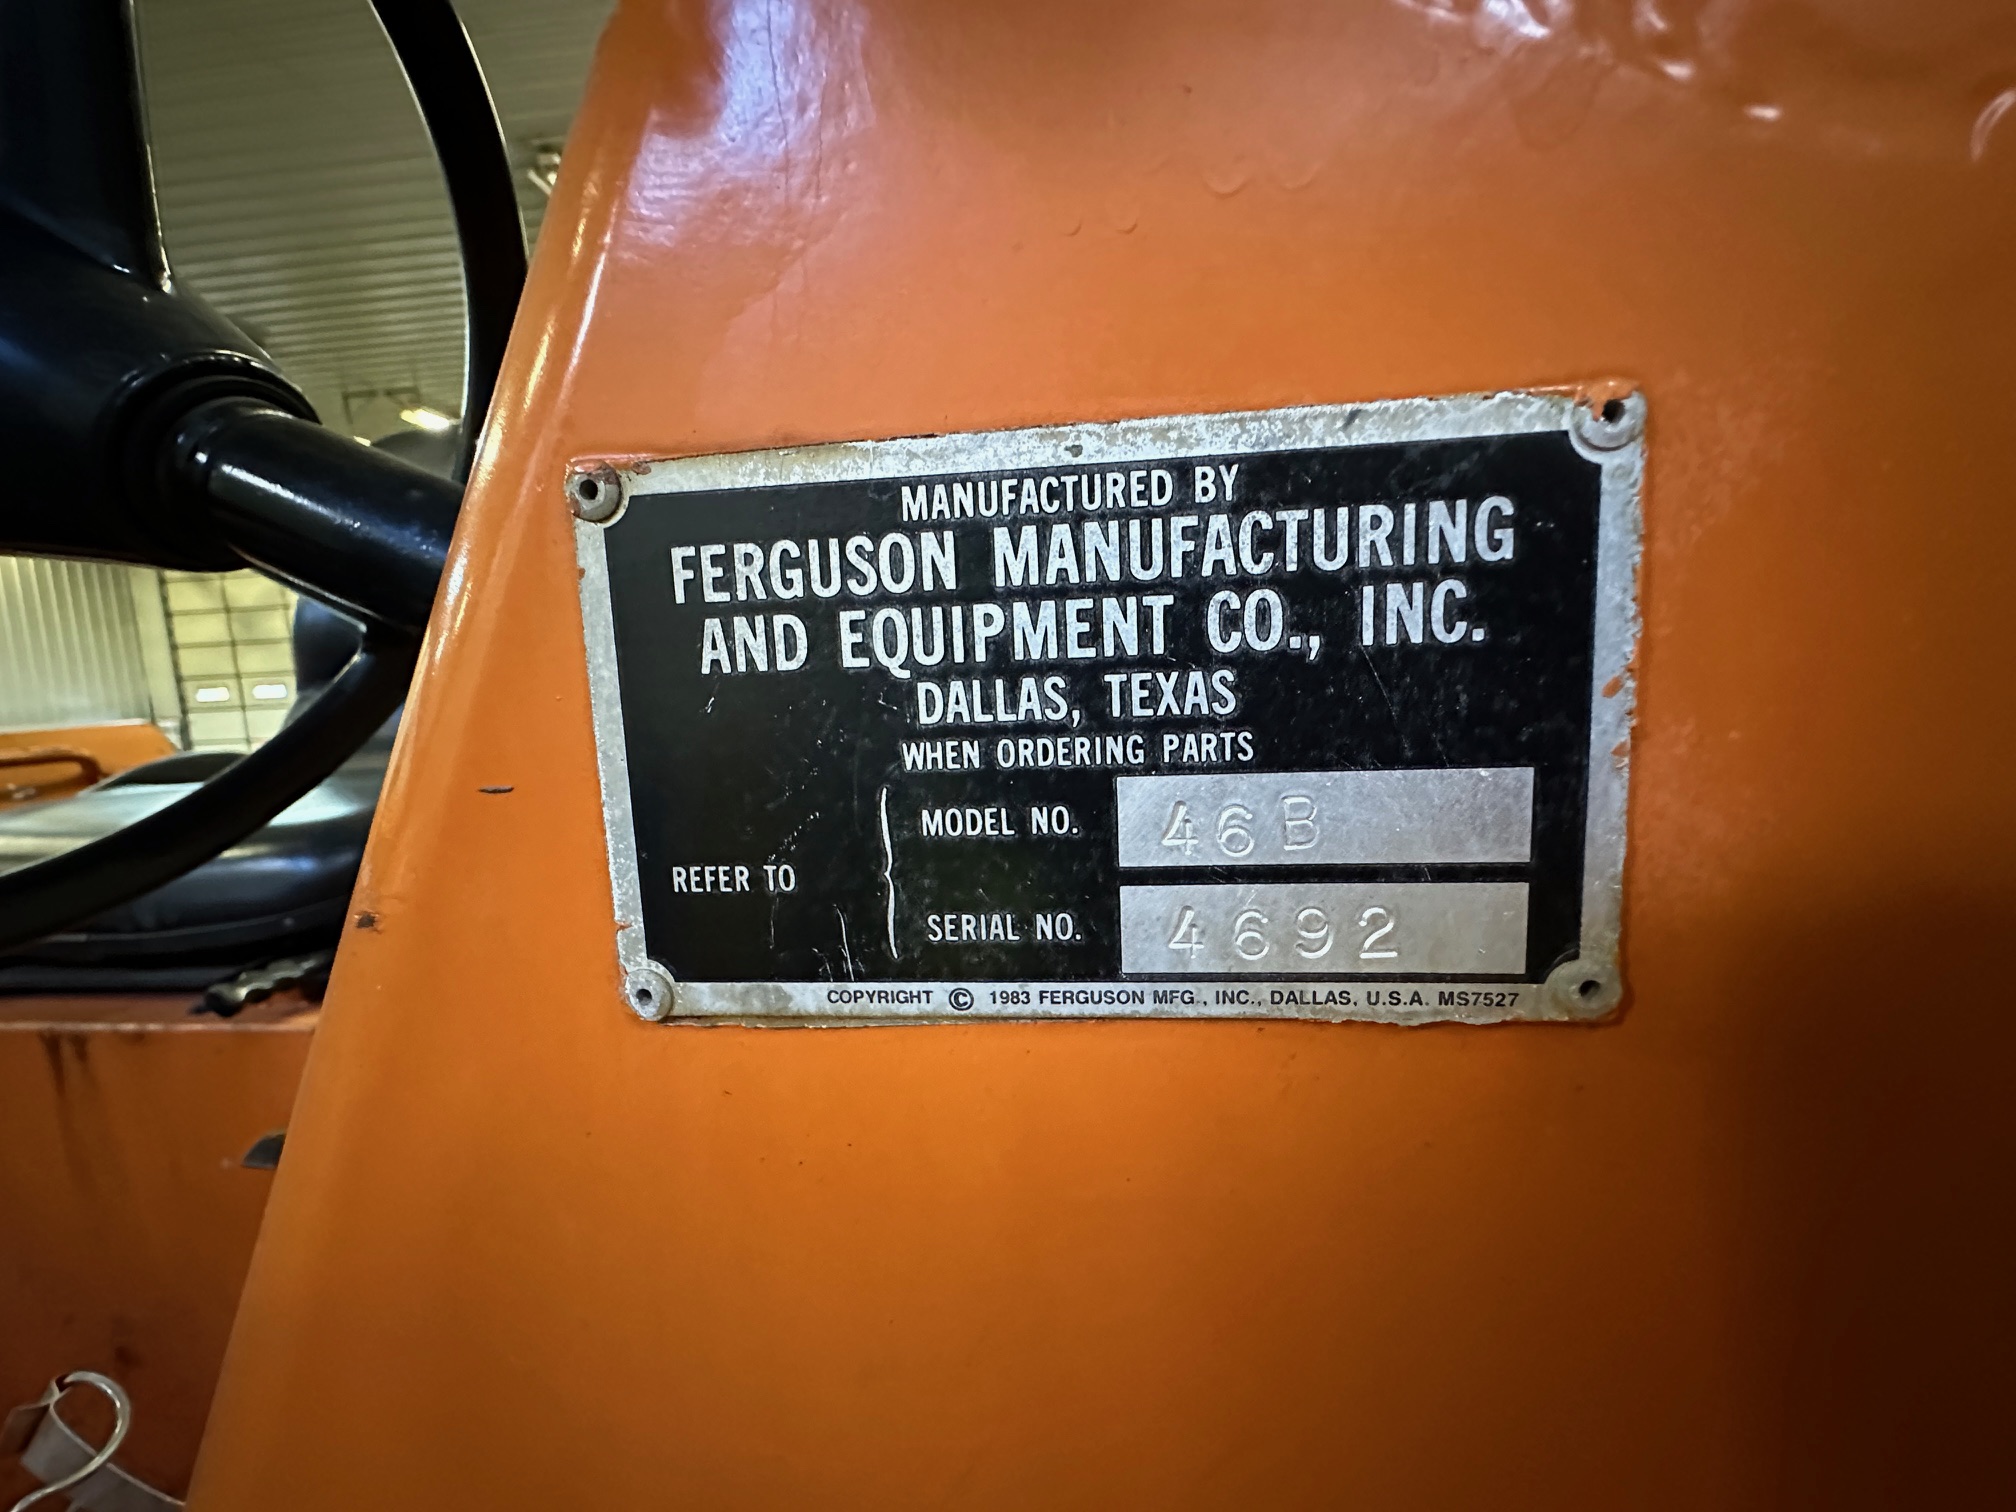 MANUFACTURED BY
FERGUSON MANUFACTURING
AND EQUIPMENT CO., INC.
DALLAS, TEXAS
WHEN ORDERING PARTS
REFER TO
MODEL NO. 46B
SERIAL NO. 4692
COPYRIGHT © 1983 FERGUSON MFG., INC., DALLAS, U.S.A. MS7527